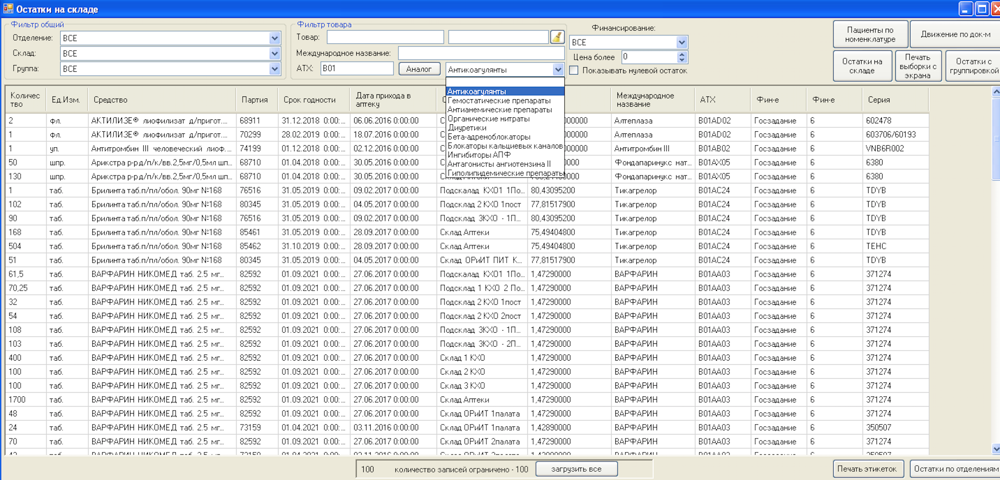 Остатки на складе
Фильтр общий
Отделение: ВСЕ
Склад: ВСЕ
Группа: ВСЕ
Фильтр товара
Товар:
Международное название:
АТХ: B01 Аналог Антикоагулянты
Финансирование:
ВСЕ
Цена более 0
Показывать нулевой остаток
Пациенты по номенклатуре
Движение по док-м
Остатки на складе
Печать выборки с экрана
Остатки с группировкой
Антикоагулянты
Гемостатические препараты
Антианемические препараты
Органические нитраты
Диуретики
Бета-адреноблокаторы
Блокаторы кальциевых каналов
Ингибиторы АПФ
Антагонисты ангиотензина II
Гиполипидемические препараты
Количес тво Ед.Изм. Средство Партия Срок годности Дата прихода в аптеку Международное название АТХ Фин-е Фин-е Серия
2 фл. АКТИЛИЗЕ® лиофилизат д/пригот.... 68911 31.12.2018 0:00:... 06.06.2016 0:00:00 Алтеплаза B01AD02 Госзадание 6 602478
1 фл. АКТИЛИЗЕ® лиофилизат д/пригот.... 70299 28.02.2019 0:00:... 18.07.2016 0:00:00 Алтеплаза B01AD02 Госзадание 6 603706/60193
1 уп. Антитромбин III человеческий лиоф.... 74199 01.12.2018 0:00:... 02.12.2016 0:00:00 Антитромбин III B01AB02 Госзадание 6 VNB6R002
50 шпр. Арикстра р-рд/п/к/вв.2,5мг/0,5мл шп... 68710 01.04.2018 0:00:... 30.05.2016 0:00:00 Фондапаринукс нат... B01AX05 Госзадание 6 6380
130 шпр. Арикстра р-рд/п/к/вв.2,5мг/0,5мл шп... 68710 01.04.2018 0:00:... 30.05.2016 0:00:00 Фондапаринукс нат... B01AX05 Госзадание 6 6380
1 таб. Брилинта таб.п/пл/обол. 90мг №168 76516 31.05.2019 0:00:... 09.02.2017 0:00:00 Подскалад КХО1 1По... 80,43095200 Тикагрелор B01AC24 Госзадание 6 TDYB
102 таб. Брилинта таб.п/пл/обол. 90мг №168 80345 31.05.2019 0:00:... 04.05.2017 0:00:00 Подсклад 2 КХО 1пост 77,81517900 Тикагрелор B01AC24 Госзадание 6 TDYB
90 таб. Брилинта таб.п/пл/обол. 90мг №168 76516 31.05.2019 0:00:... 09.02.2017 0:00:00 Подсклад 3КХО - 1П... 80,43095200 Тикагрелор B01AC24 Госзадание 6 TDYB
168 таб. Брилинта таб.п/пл/обол. 90мг №168 85461 31.05.2019 0:00:... 28.09.2017 0:00:00 Склад Аптеки 75,49404800 Тикагрелор B01AC24 Госзадание 6 TDYB
504 таб. Брилинта таб.п/пл/обол. 90мг №168 85462 31.10.2019 0:00:... 28.09.2017 0:00:00 Склад Аптеки 75,49404800 Тикагрелор B01AC24 Госзадание 6 TEHC
51 таб. Брилинта таб.п/пл/обол. 90мг №168 80345 31.05.2019 0:00:... 04.05.2017 0:00:00 Склад ОРиИТ ПИТ К... 77,81517900 Тикагрелор B01AC24 Госзадание 6 TDYB
61,5 таб. ВАРФАРИН НИКОМЕД таб. 2.5 мг... 82592 01.09.2021 0:00:... 27.06.2017 0:00:00 Подскалад КХО1 1По... 1,47290000 ВАРФАРИН B01AA03 Госзадание 6 371274
70,25 таб. ВАРФАРИН НИКОМЕД таб. 2.5 мг... 82592 01.09.2021 0:00:... 27.06.2017 0:00:00 Подсклад 1 КХО 2 По... 1,47290000 ВАРФАРИН B01AA03 Госзадание 6 371274
32 таб. ВАРФАРИН НИКОМЕД таб. 2.5 мг... 82592 01.09.2021 0:00:... 27.06.2017 0:00:00 Подсклад 2 КХО 1пост 1,47290000 ВАРФАРИН B01AA03 Госзадание 6 371274
54 таб. ВАРФАРИН НИКОМЕД таб. 2.5 мг... 82592 01.09.2021 0:00:... 27.06.2017 0:00:00 Подсклад 2 КХО 2пост 1,47290000 ВАРФАРИН B01AA03 Госзадание 6 371274
108 таб. ВАРФАРИН НИКОМЕД таб. 2.5 мг... 82592 01.09.2021 0:00:... 27.06.2017 0:00:00 Подсклад 3КХО - 1П... 1,47290000 ВАРФАРИН B01AA03 Госзадание 6 371274
103 таб. ВАРФАРИН НИКОМЕД таб. 2.5 мг... 82592 01.09.2021 0:00:... 27.06.2017 0:00:00 Подсклад 3КХО - 2П... 1,47290000 ВАРФАРИН B01AA03 Госзадание 6 371274
400 таб. ВАРФАРИН НИКОМЕД таб. 2.5 мг... 82592 01.09.2021 0:00:... 27.06.2017 0:00:00 Склад 1 КХО 1,47290000 ВАРФАРИН B01AA03 Госзадание 6 371274
100 таб. ВАРФАРИН НИКОМЕД таб. 2.5 мг... 82592 01.09.2021 0:00:... 27.06.2017 0:00:00 Склад 2 КХО 1,47290000 ВАРФАРИН B01AA03 Госзадание 6 371274
100 таб. ВАРФАРИН НИКОМЕД таб. 2.5 мг... 82592 01.09.2021 0:00:... 27.06.2017 0:00:00 Склад 3 КХО 1,47290000 ВАРФАРИН B01AA03 Госзадание 6 371274
1700 таб. ВАРФАРИН НИКОМЕД таб. 2.5 мг... 82592 01.09.2021 0:00:... 27.06.2017 0:00:00 Склад Аптеки 1,47290000 ВАРФАРИН B01AA03 Госзадание 6 371274
48 таб. ВАРФАРИН НИКОМЕД таб. 2.5 мг... 82592 01.09.2021 0:00:... 27.06.2017 0:00:00 Склад ОРиИТ 1палата 1,47290000 ВАРФАРИН B01AA03 Госзадание 6 371274
24 таб. ВАРФАРИН НИКОМЕД таб. 2.5 мг... 73159 01.04.2021 0:00:... 03.11.2016 0:00:00 Склад ОРиИТ 1палата 1,42890000 ВАРФАРИН B01AA03 Госзадание 6 350507
70 таб. ВАРФАРИН НИКОМЕД таб. 2.5 мг... 82592 01.09.2021 0:00:... 27.06.2017 0:00:00 Склад ОРиИТ 2палата 1,47290000 ВАРФАРИН B01AA03 Госзадание 6 371274
100 количество записей ограничено - 100 загрузить все
Печать этикеток
Остатки по отделениям